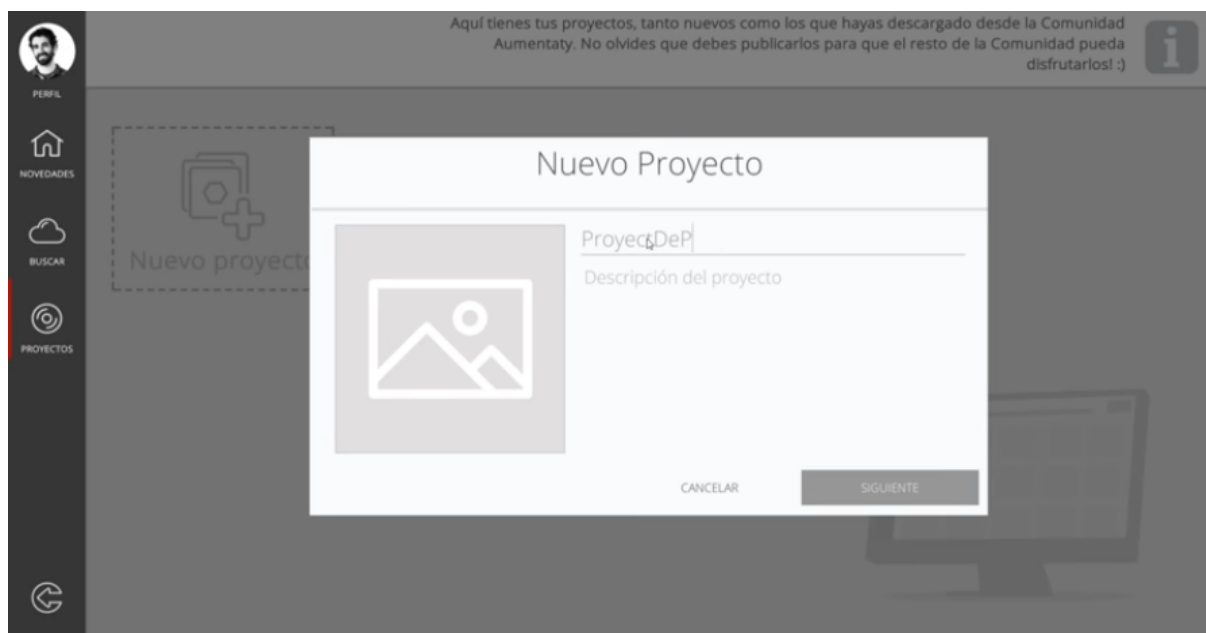 Aquí tienes tus proyectos, tanto nuevos como los que hayas descargado desde la Comunidad
Aumentaty. No olvides que debes publicarlos para que el resto de la Comunidad pueda
disfrutarlos! :)
PERFIL
NOVEDADES
BUSCAR
PROYECTOS
Nuevo proyecto
Nuevo Proyecto
ProyectDeP
Descripción del proyecto
CANCELAR
SIGUIENTE